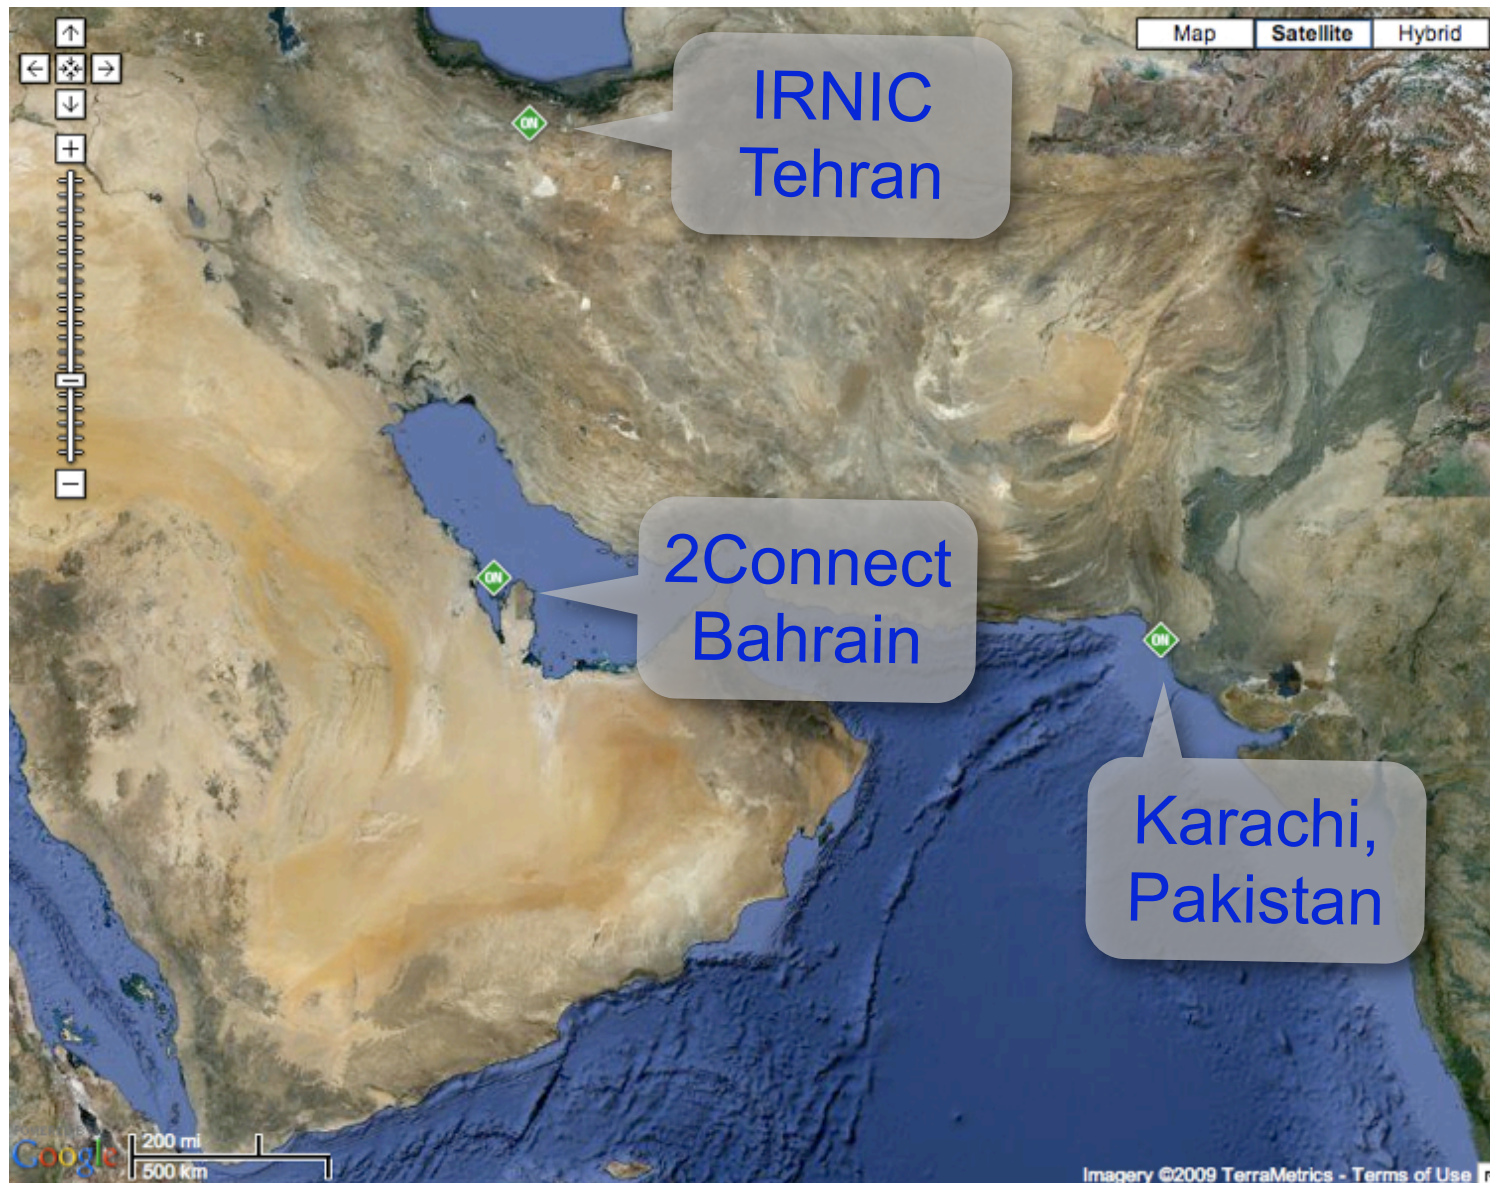 Map
Satellite
Hybrid
IRNIC
Tehran
ON
2Connect
Bahrain
ON
ON
Karachi,
Pakistan
Google
200 mi
500 km
Imagery ©2009 TerraMetrics - Terms of Use